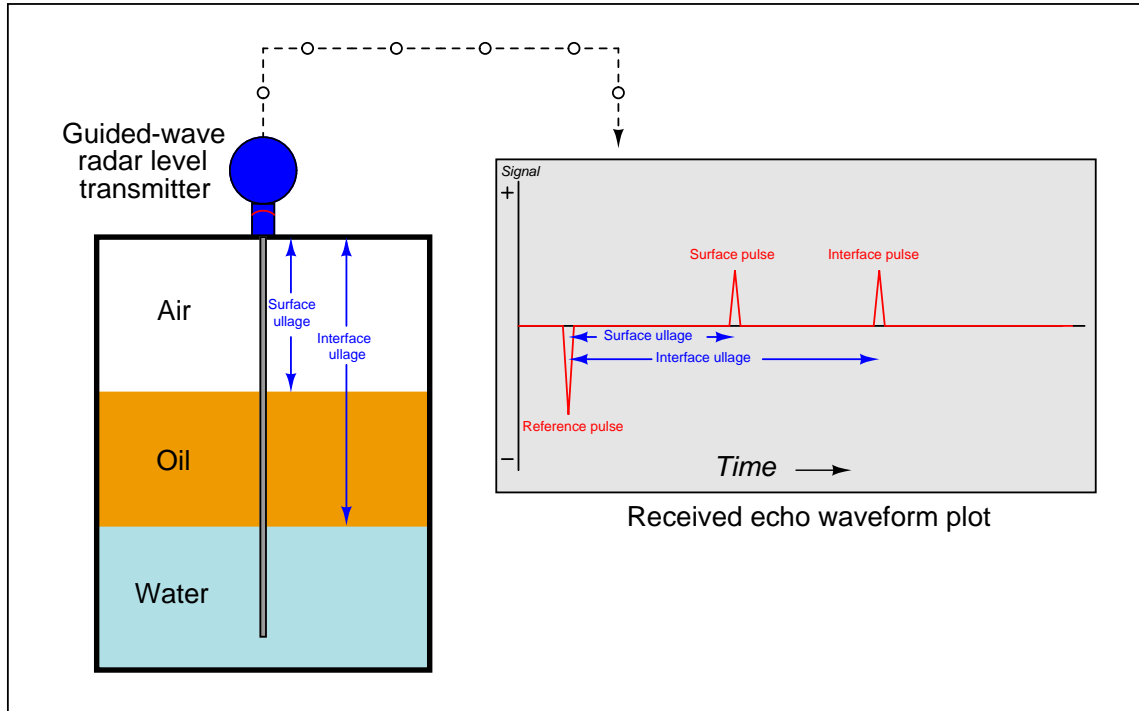 Guided-wave
radar level
transmitter
Air
Surface
ullage
Interface
ullage
Oil
Water
Signal
+
Surface pulse
Interface pulse
Surface ullage
Interface ullage
Reference pulse
−
Time
Received echo waveform plot